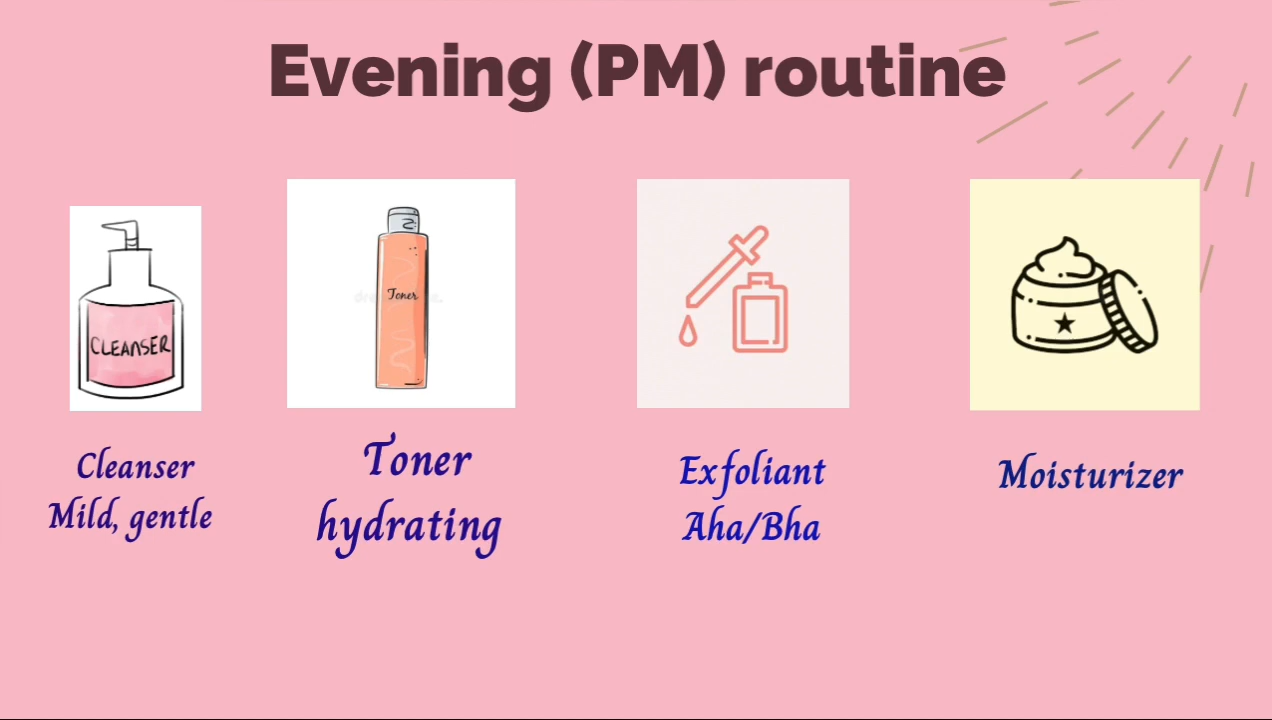 Evening (PM) routine
CLEANSER
Toner
Cleanser
Mild, gentle
Toner
hydrating
Exfoliant
Aha/Bha
Moisturizer